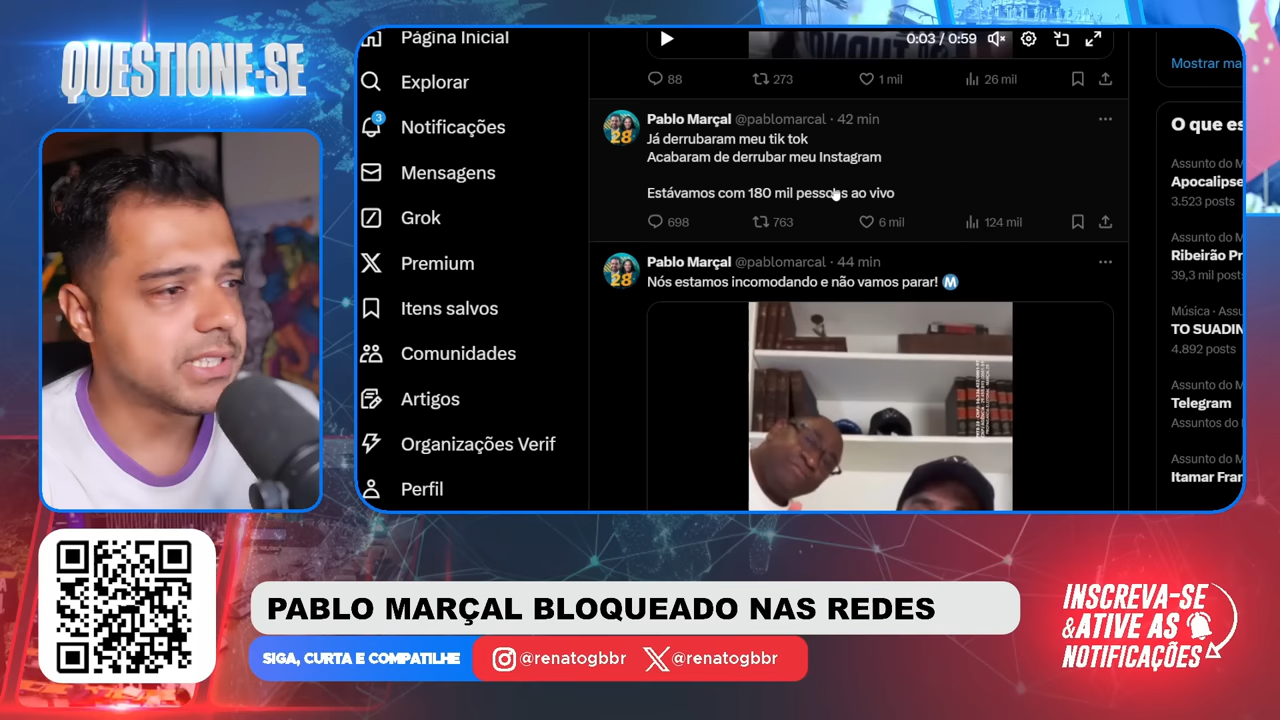 QUESTIONE-SE
Página Inicial
Explorar
3
Notificações
Mensagens
Grok
Premium
Itens salvos
Comunidades
Artigos
Organizações Verif
Perfil
0:03 / 0:59
88
273
1 mil
26 mil
28
Pablo Marçal @pablomarcal · 42 min
Já derrubaram meu tik tok
Acabaram de derrubar meu Instagram
Estávamos com 180 mil pessoas ao vivo
698
763
6 mil
124 mil
28
Pablo Marçal @pablomarcal · 44 min
Nós estamos incomodando e não vamos parar! M
Mostrar ma
O que es
Assunto do M
Apocalipse
3.523 posts
Assunto do M
Ribeirão Pr
39,3 mil post
Música · Assu
TO SUADIN
4.892 posts
Assunto do M
Telegram
Assuntos do
Assunto do M
Itamar Fran
PABLO MARÇAL BLOQUEADO NAS REDES
SIGA, CURTA E COMPATILHE
@renatogbbr
@renatogbbr
INSCREVA-SE
&ATIVE AS
NOTIFICAÇÕES